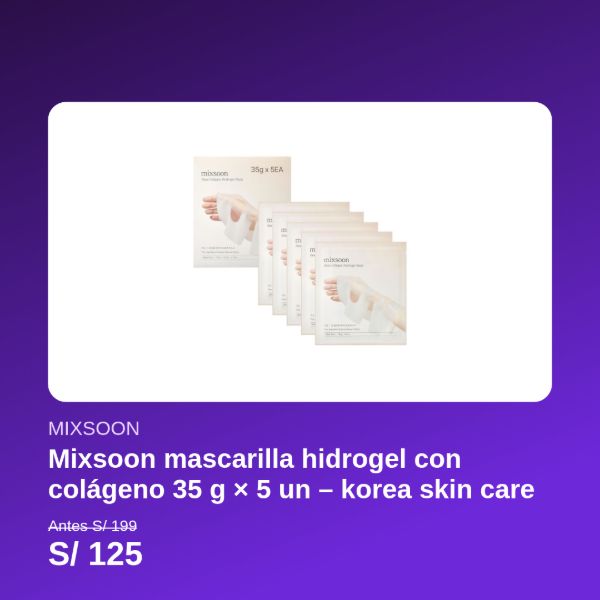 mixsoon
35g x 5EA
mixsoon
MIXSOON
Mixsoon mascarilla hidrogel con
colágeno 35 g × 5 un – korea skin care
Antes S/ 199
S/ 125